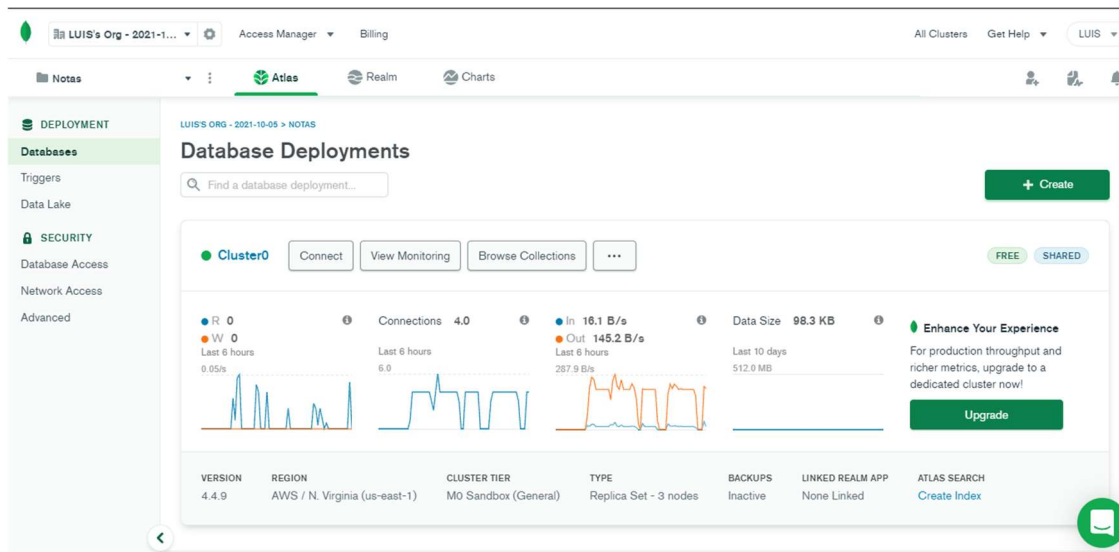 LUIS's Org - 2021-1... Access Manager Billing All Clusters Get Help LUIS
Notas Atlas Realm Charts
DEPLOYMENT
Databases
Triggers
Data Lake
SECURITY
Database Access
Network Access
Advanced
LUIS'S ORG - 2021-10-05 > NOTAS
Database Deployments
Find a database deployment...
+ Create
Cluster0 Connect View Monitoring Browse Collections ... FREE SHARED
R 0
W 0
Last 6 hours
0.05/s
Connections 4.0
Last 6 hours
6.0
In 16.1 B/s
Out 145.2 B/s
Last 6 hours
287.9 B/s
Data Size 98.3 KB
Last 10 days
512.0 MB
Enhance Your Experience
For production throughput and
richer metrics, upgrade to a
dedicated cluster now!
Upgrade
VERSION REGION CLUSTER TIER TYPE BACKUPS LINKED REALM APP ATLAS SEARCH
4.4.9 AWS / N. Virginia (us-east-1) M0 Sandbox (General) Replica Set - 3 nodes Inactive None Linked Create Index